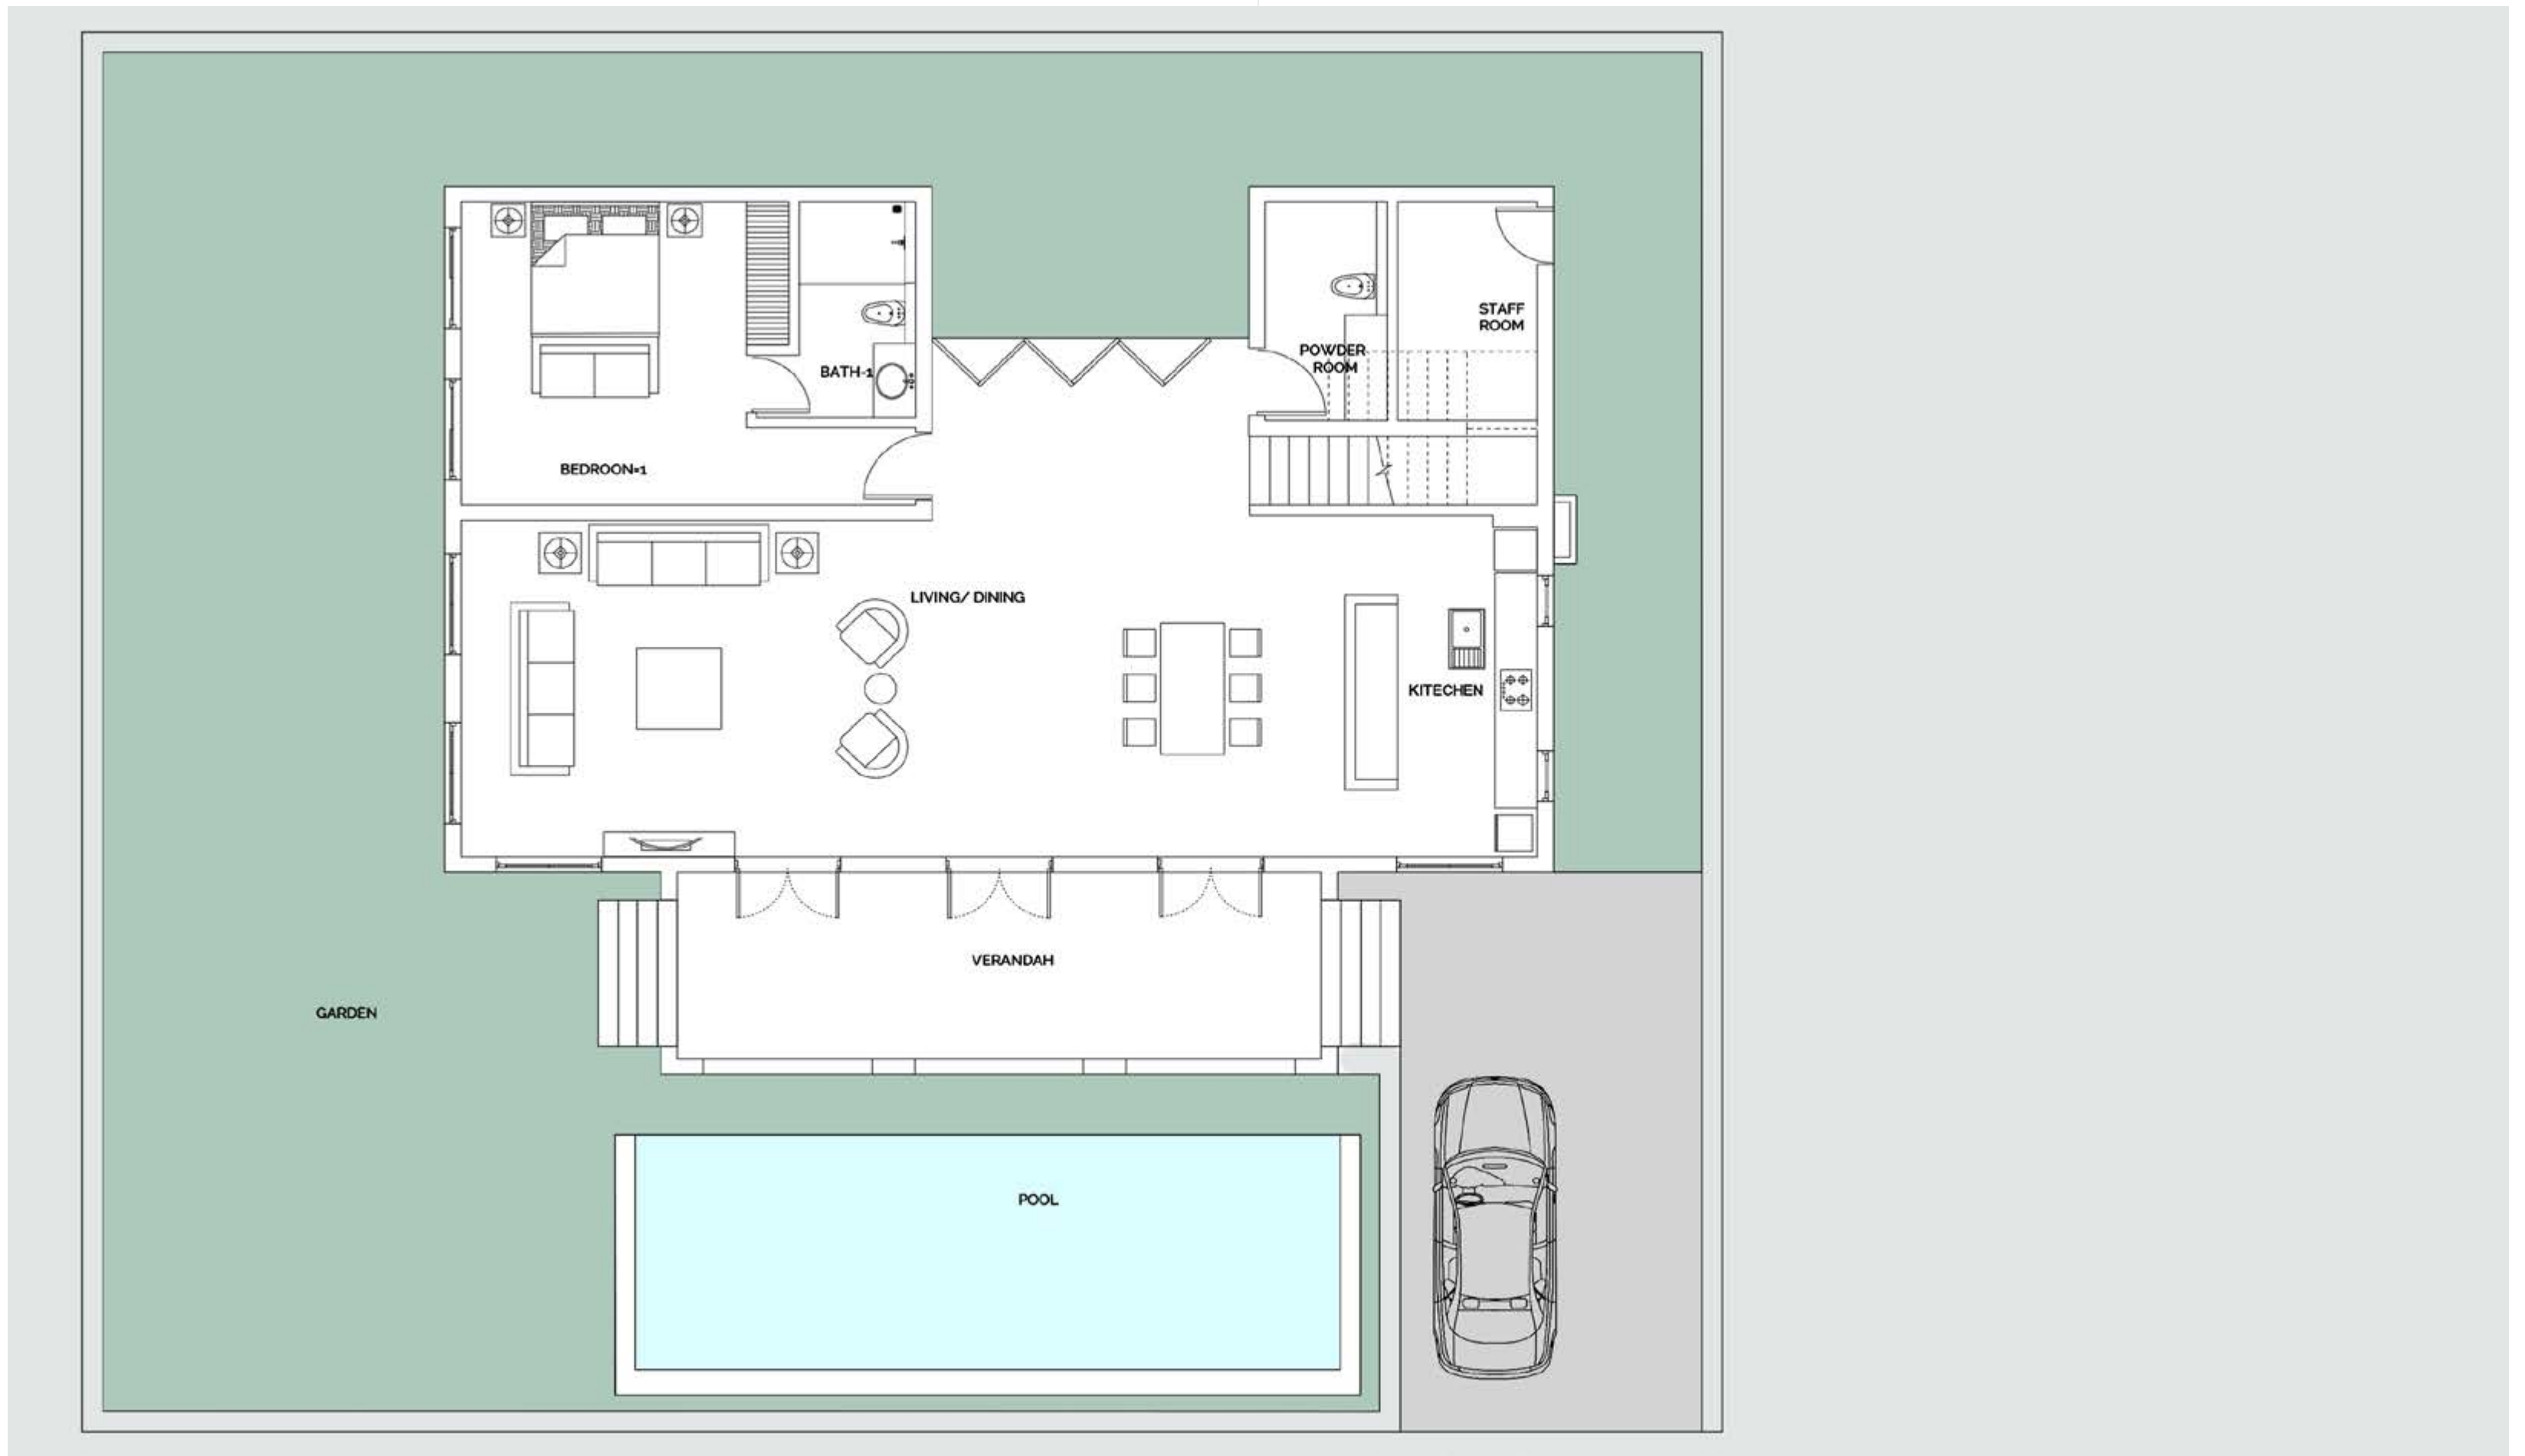 STAFF
ROOM
POWDER
ROOM
BATH-1
BEDROON=1
LIVING/ DINING
KITECHEN
VERANDAH
GARDEN
POOL